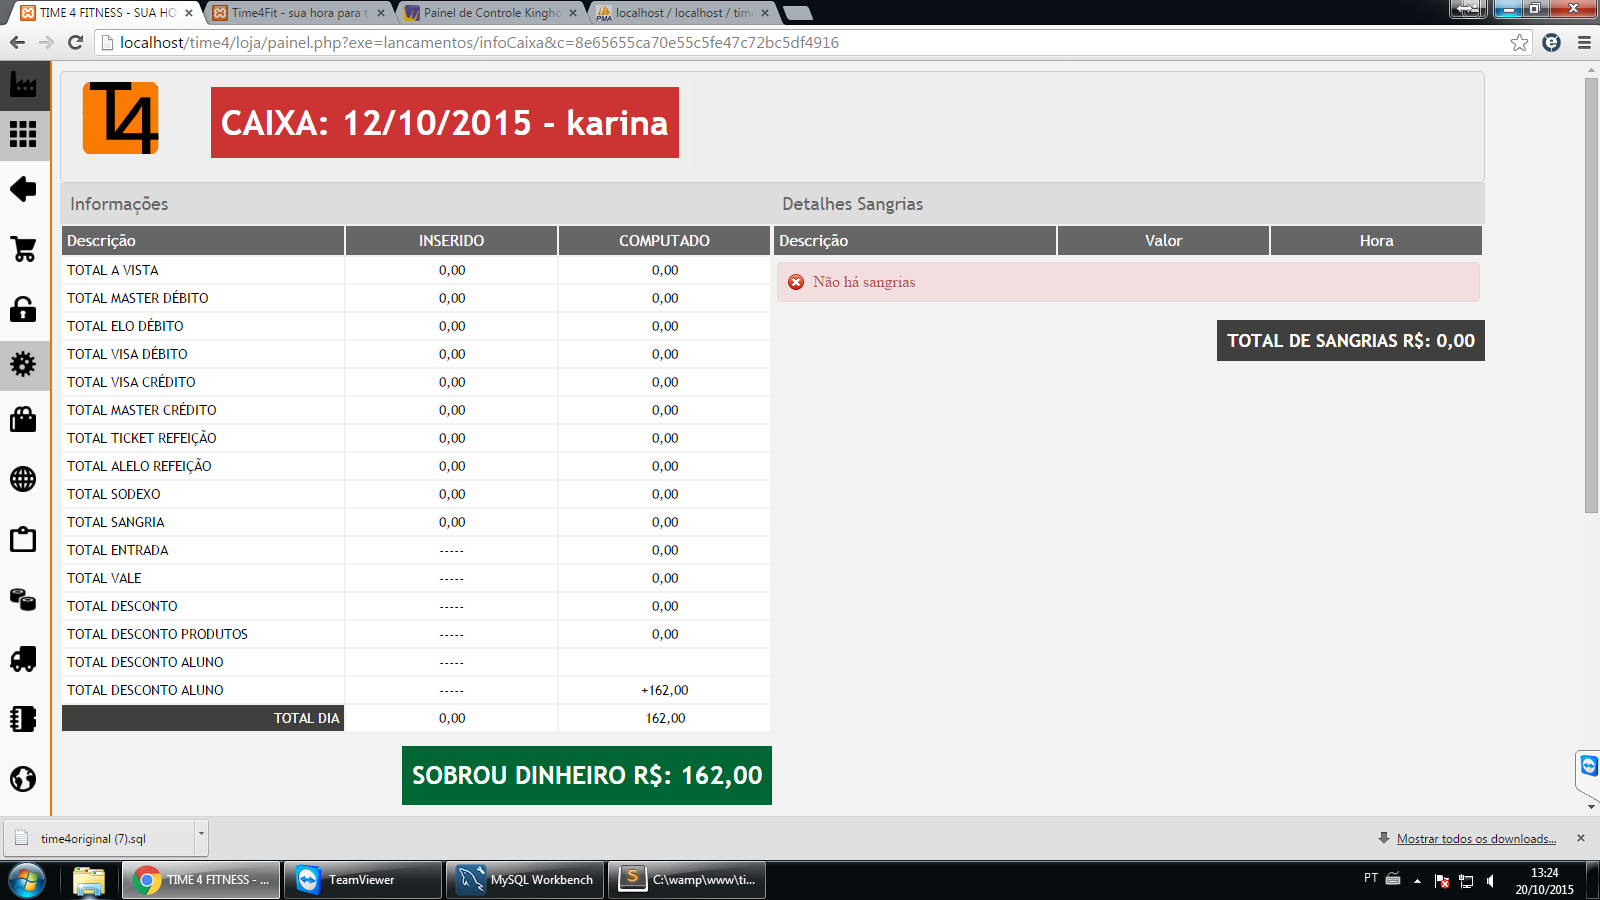 TIME 4 FITNESS - SUA HO
Time4Fit - sua hora para t
Painel de Controle Kingho
localhost / localhost / time
localhost/time4/loja/painel.php?exe=lancamentos/infoCaixa&c=8e65655ca70e55c5fe47c72bc5df4916
T4
CAIXA: 12/10/2015 - karina
Informações
Detalhes Sangrias
Descrição INSERIDO COMPUTADO
Descrição Valor Hora
TOTAL A VISTA 0,00 0,00
Não há sangrias
TOTAL MASTER DÉBITO 0,00 0,00
TOTAL ELO DÉBITO 0,00 0,00
TOTAL DE SANGRIAS R$: 0,00
TOTAL VISA DÉBITO 0,00 0,00
TOTAL VISA CRÉDITO 0,00 0,00
TOTAL MASTER CRÉDITO 0,00 0,00
TOTAL TICKET REFEIÇÃO 0,00 0,00
TOTAL ALELO REFEIÇÃO 0,00 0,00
TOTAL SODEXO 0,00 0,00
TOTAL SANGRIA 0,00 0,00
TOTAL ENTRADA ----- 0,00
TOTAL VALE ----- 0,00
TOTAL DESCONTO ----- 0,00
TOTAL DESCONTO PRODUTOS ----- 0,00
TOTAL DESCONTO ALUNO -----
TOTAL DESCONTO ALUNO ----- +162,00
TOTAL DIA 0,00 162,00
SOBROU DINHEIRO R$: 162,00
time4original (7).sql
Mostrar todos os downloads...
TIME 4 FITNESS - ...
TeamViewer
MySQL Workbench
C:\wamp\www\ti...
PT
13:24
20/10/2015